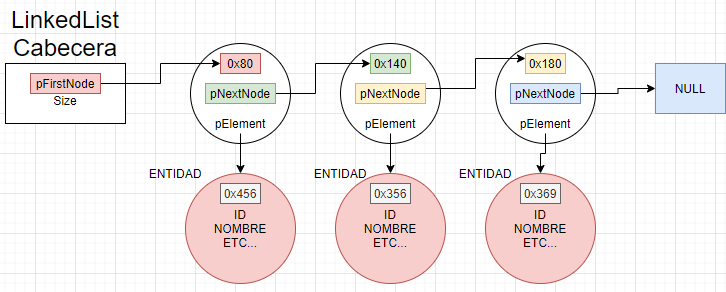 LinkedList
Cabecera
pFirstNode
Size
0x80
pNextNode
pElement
0x140
pNextNode
pElement
0x180
pNextNode
pElement
NULL
ENTIDAD
0x456
ID
NOMBRE
ETC...
ENTIDAD
0x356
ID
NOMBRE
ETC...
ENTIDAD
0x369
ID
NOMBRE
ETC...